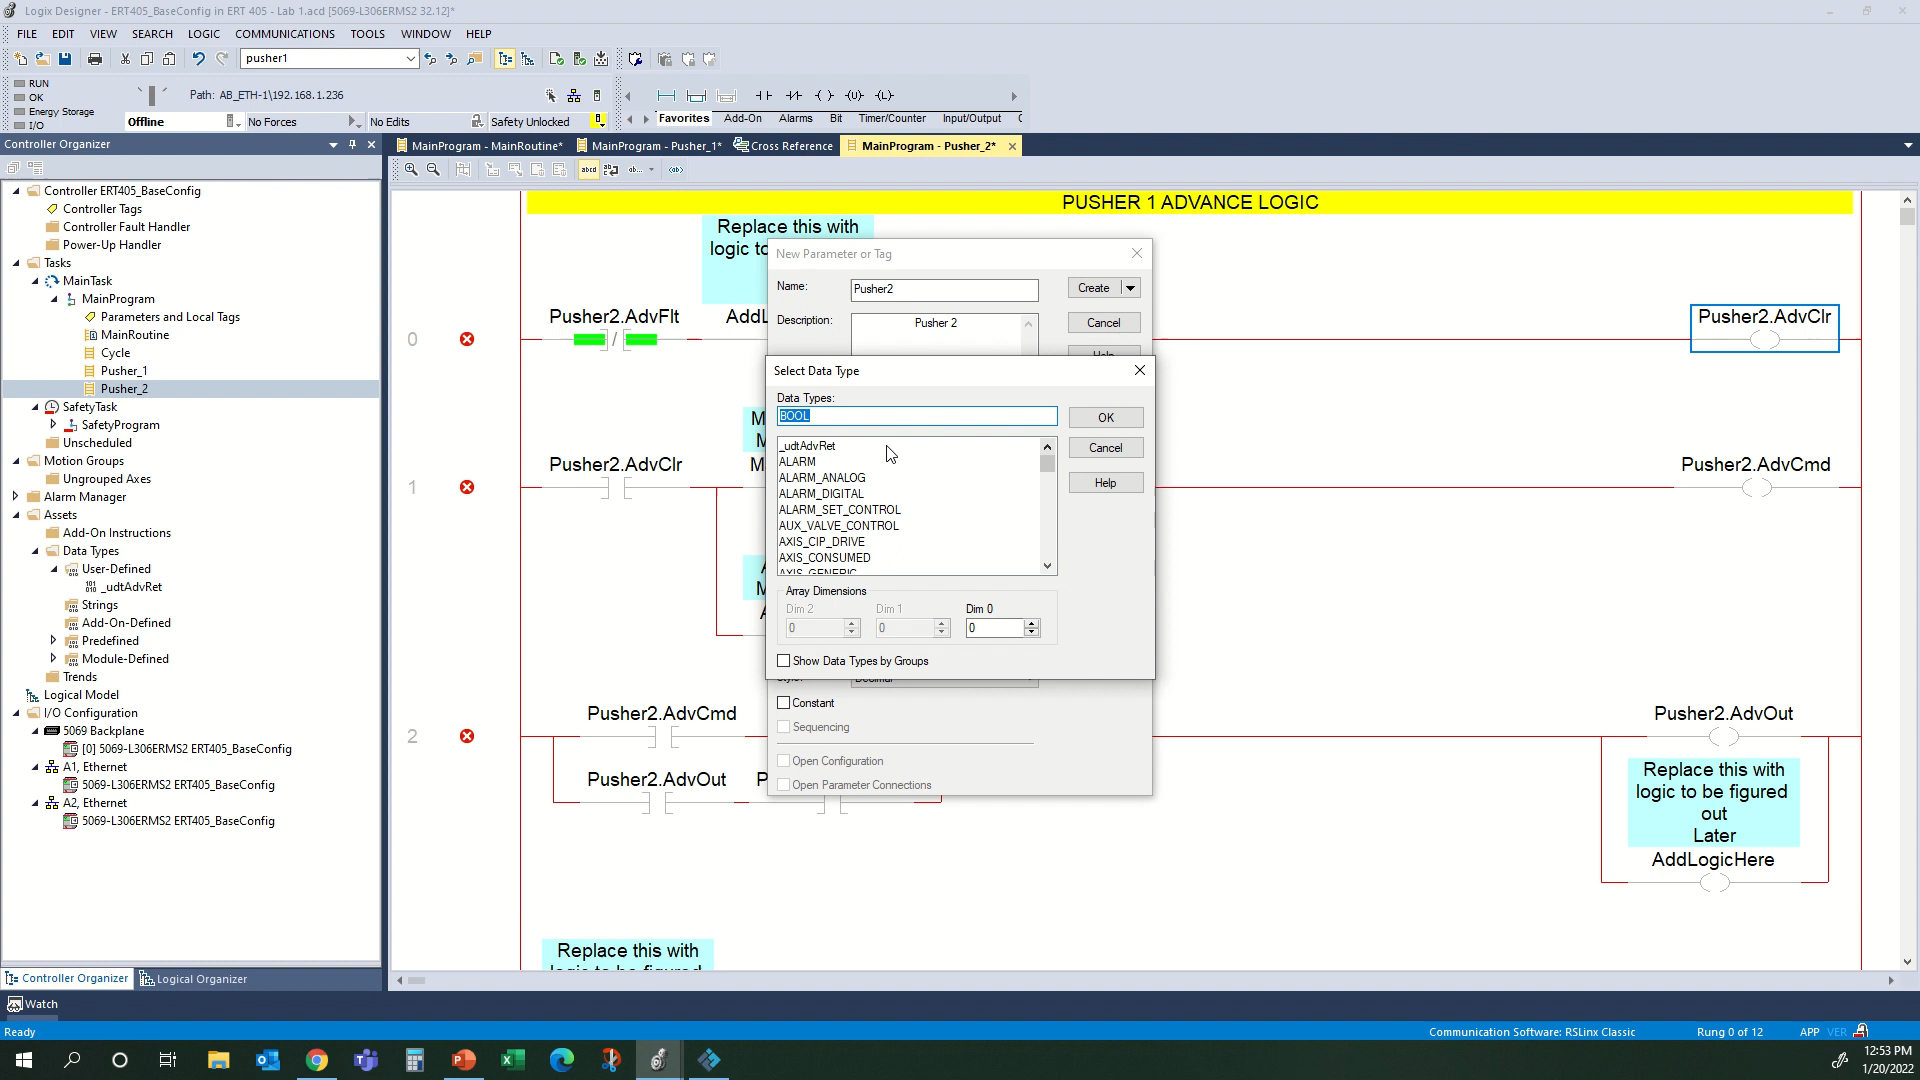 Logix Designer - ERT405_BaseConfig in ERT 405 - Lab 1.acd [5069-L306ERMS2 32.12]*
FILE EDIT VIEW SEARCH LOGIC COMMUNICATIONS TOOLS WINDOW HELP
pusher1
RUN
OK
Energy Storage
I/O
Path: AB_ETH-1\192.168.1.236
Offline
No Forces
No Edits
Safety Unlocked
Favorites Add-On Alarms Bit Timer/Counter Input/Output
Controller Organizer
MainProgram - MainRoutine*
MainProgram - Pusher_1*
Cross Reference
MainProgram - Pusher_2*
Controller ERT405_BaseConfig
Controller Tags
Controller Fault Handler
Power-Up Handler
Tasks
MainTask
MainProgram
Parameters and Local Tags
MainRoutine
Cycle
Pusher_1
Pusher_2
SafetyTask
SafetyProgram
Unscheduled
Motion Groups
Ungrouped Axes
Alarm Manager
Assets
Add-On Instructions
Data Types
User-Defined
_udtAdvRet
Strings
Add-On-Defined
Predefined
Module-Defined
Trends
Logical Model
I/O Configuration
5069 Backplane
[0] 5069-L306ERMS2 ERT405_BaseConfig
A1, Ethernet
5069-L306ERMS2 ERT405_BaseConfig
A2, Ethernet
5069-L306ERMS2 ERT405_BaseConfig
Controller Organizer
Logical Organizer
PUSHER 1 ADVANCE LOGIC
Replace this with
logic to
Pusher2.AdvFlt
Pusher2.AdvClr
0
Pusher2.AdvClr
Pusher2.AdvCmd
1
Pusher2.AdvCmd
Pusher2.AdvOut
2
Pusher2.AdvOut
Replace this with
logic to be figured
out
Later
AddLogicHere
Replace this with
logic to be figured
New Parameter or Tag
Name:
Pusher2
Create
Description:
Pusher 2
Cancel
Help
Select Data Type
Data Types:
BOOL
OK
_udtAdvRet
ALARM
ALARM_ANALOG
ALARM_DIGITAL
ALARM_SET_CONTROL
AUX_VALVE_CONTROL
AXIS_CIP_DRIVE
AXIS_CONSUMED
AXIS_GENERIC
Cancel
Help
Array Dimensions
Dim 2 Dim 1 Dim 0
0 0 0
Show Data Types by Groups
Style:
Decimal
Constant
Sequencing
Open Configuration
Open Parameter Connections
Watch
Ready
Communication Software: RSLinx Classic
Rung 0 of 12
APP VER
12:53 PM
1/20/2022